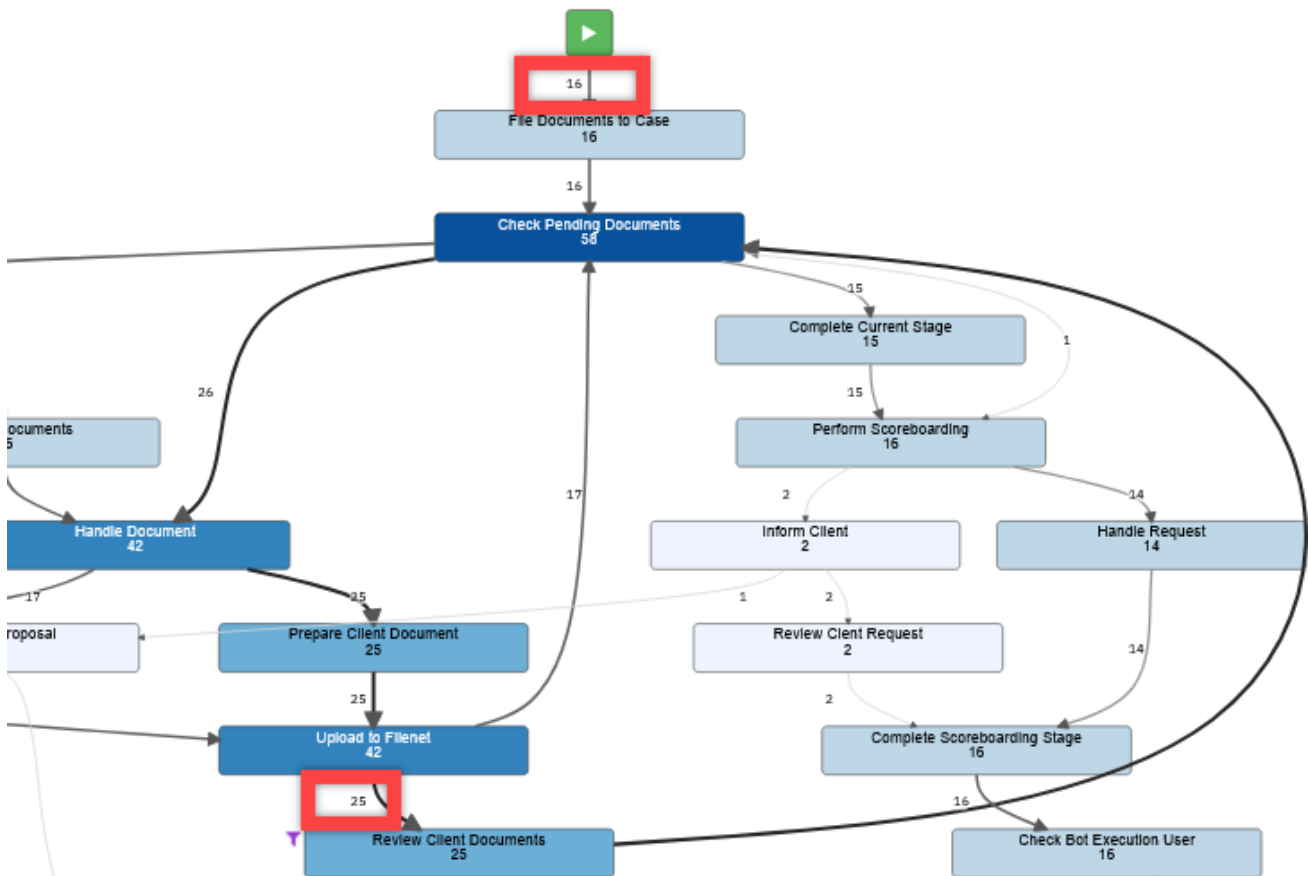 16
File Documents to Case
16
16
Check Pending Documents
58
15
Complete Current Stage
15
1
26
15
ocuments
Perform Scoreboarding
16
17
2
14
Handle Document
42
Inform Client
2
Handle Request
14
17
25
1
2
roposal
Prepare Client Document
25
Review Client Request
2
14
25
2
Upload to Filenet
42
Complete Scoreboarding Stage
16
25
16
Review Client Documents
25
Check Bot Execution User
16